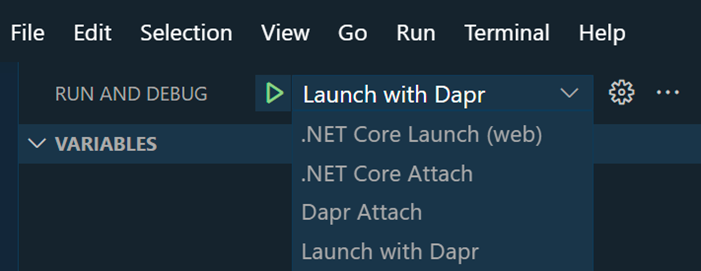 File Edit Selection View Go Run Terminal Help
RUN AND DEBUG Launch with Dapr
VARIABLES
.NET Core Launch (web)
.NET Core Attach
Dapr Attach
Launch with Dapr